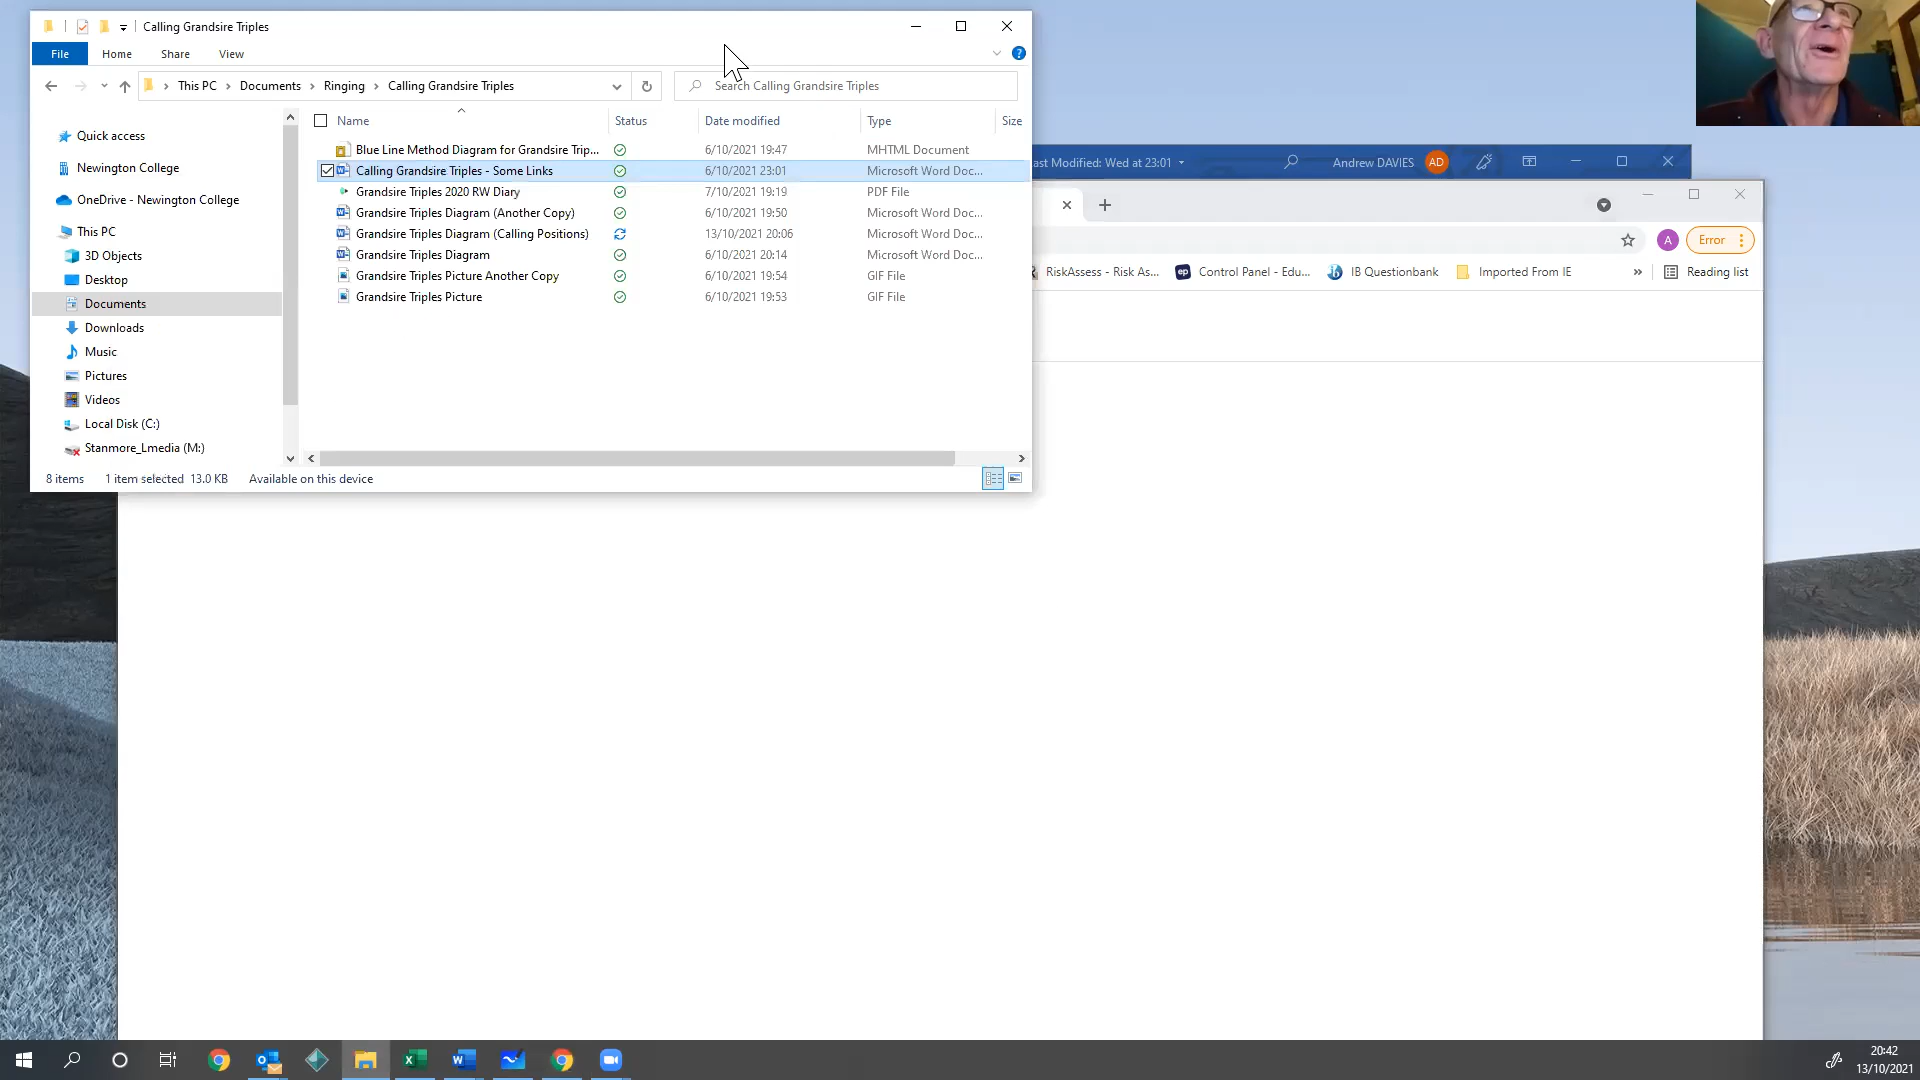 Calling Grandsire Triples
File Home Share View
This PC Documents Ringing Calling Grandsire Triples Search Calling Grandsire Triples
Name Status Date modified Type Size
Quick access
Newington College
OneDrive - Newington College
This PC
3D Objects
Desktop
Documents
Downloads
Music
Pictures
Videos
Local Disk (C:)
Stanmore_Lmedia (M:)
Blue Line Method Diagram for Grandsire Trip... 6/10/2021 19:47 MHTML Document
Calling Grandsire Triples - Some Links 6/10/2021 23:01 Microsoft Word Doc...
Grandsire Triples 2020 RW Diary 7/10/2021 19:19 PDF File
Grandsire Triples Diagram (Another Copy) 6/10/2021 19:50 Microsoft Word Doc...
Grandsire Triples Diagram (Calling Positions) 13/10/2021 20:06 Microsoft Word Doc...
Grandsire Triples Diagram 6/10/2021 20:14 Microsoft Word Doc...
Grandsire Triples Picture Another Copy 6/10/2021 19:54 GIF File
Grandsire Triples Picture 6/10/2021 19:53 GIF File
8 items 1 item selected 13.0 KB Available on this device
Modified: Wed at 23:01 Andrew DAVIES AD
A Error
RiskAssess - Risk As... ep Control Panel - Edu... IB Questionbank Imported From IE » Reading list
20:42
13/10/2021